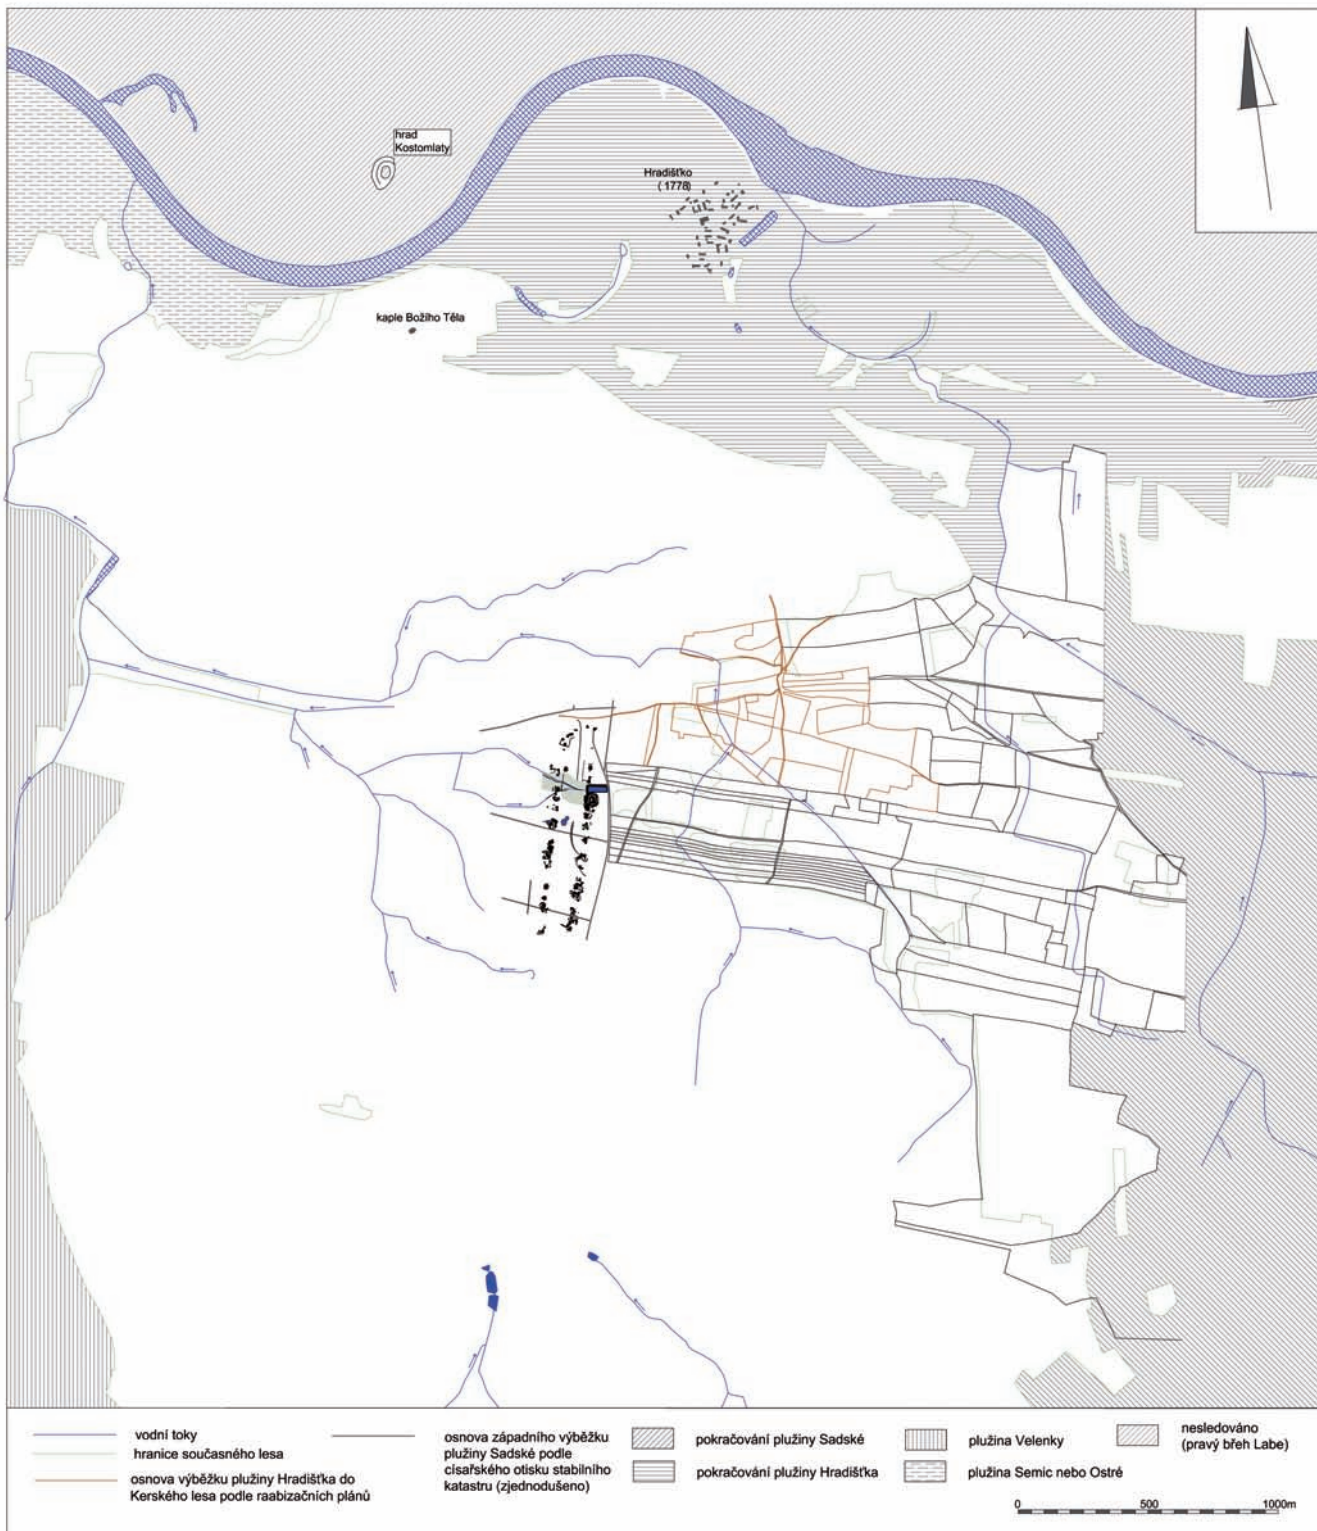 hrad
Kostomlaty
Hradišťko
( 1778)
kaple Božího Těla
vodní toky
hranice současného lesa
osnova výběžku plužiny Hradišťka do
Kerského lesa podle raabizačních plánů
osnova západního výběžku
plužiny Sadské podle
císařského otisku stabilního
katastru (zjednodušeno)
pokračování plužiny Sadské
pokračování plužiny Hradišťka
plužina Velenky
plužina Semic nebo Ostré
nesledováno
(pravý břeh Labe)
0 500 1000m